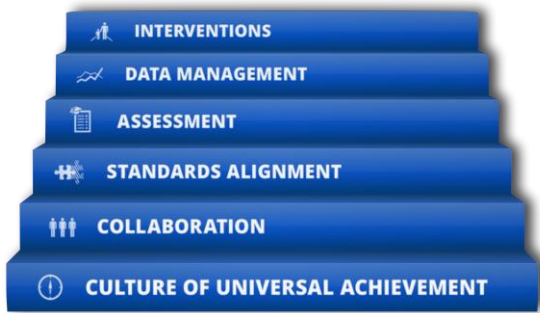 INTERVENTIONS
DATA MANAGEMENT
ASSESSMENT
STANDARDS ALIGNMENT
COLLABORATION
CULTURE OF UNIVERSAL ACHIEVEMENT